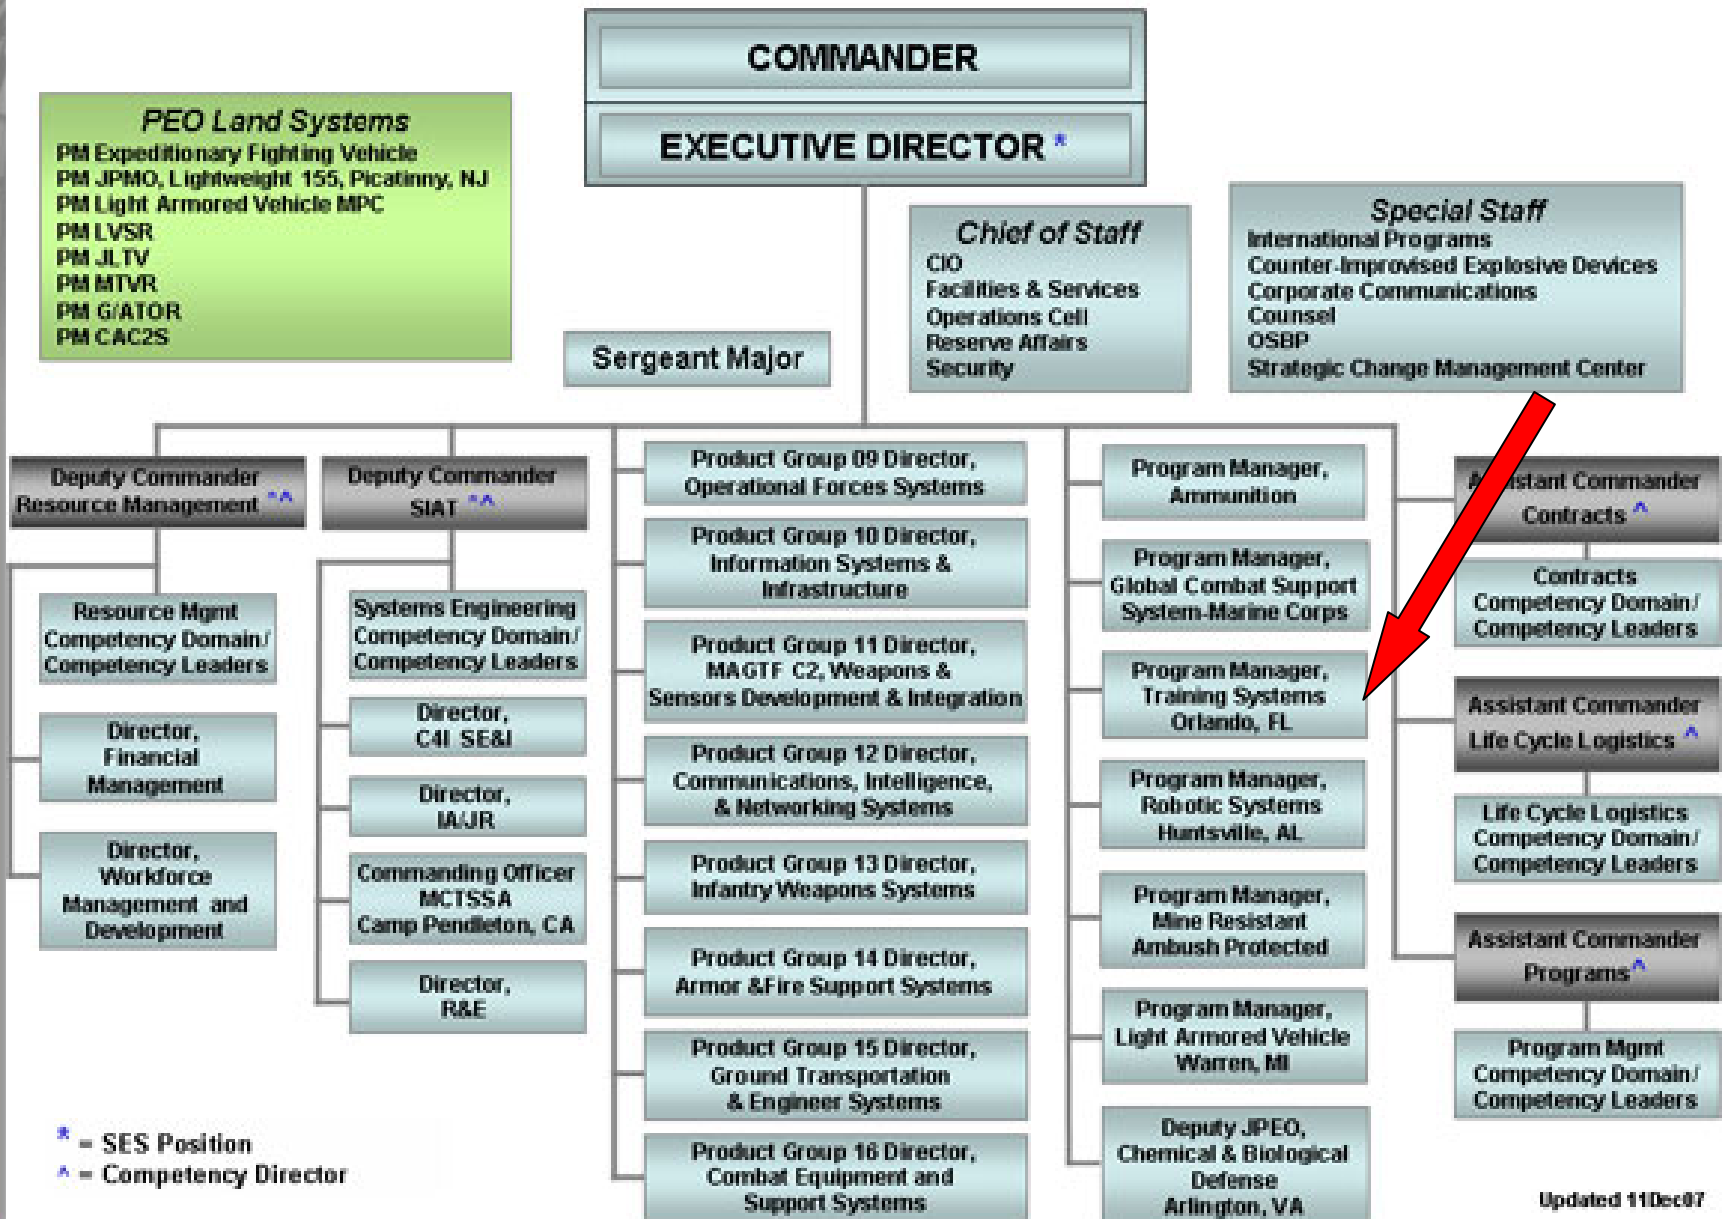 COMMANDER
EXECUTIVE DIRECTOR *
PEO Land Systems
PM Expeditionary Fighting Vehicle
PM JPMO, Lightweight 155, Picatinny, NJ
PM Light Armored Vehicle MPC
PM LVSR
PM JLTV
PM MTVR
PM G/ATOR
PM CAC2S
Sergeant Major
Chief of Staff
CIO
Facilities & Services
Operations Cell
Reserve Affairs
Security
Special Staff
International Programs
Counter-Improvised Explosive Devices
Corporate Communications
Counsel
OSBP
Strategic Change Management Center
Deputy Commander
Resource Management *^
Resource Mgmt
Competency Domain/
Competency Leaders
Director,
Financial
Management
Director,
Workforce
Management and
Development
Deputy Commander
SIAT *^
Systems Engineering
Competency Domain/
Competency Leaders
Director,
C4I SE&I
Director,
IA/JR
Commanding Officer
MCTSSA
Camp Pendleton, CA
Director,
R&E
Product Group 09 Director,
Operational Forces Systems
Product Group 10 Director,
Information Systems &
Infrastructure
Product Group 11 Director,
MAGTF C2, Weapons &
Sensors Development & Integration
Product Group 12 Director,
Communications, Intelligence,
& Networking Systems
Product Group 13 Director,
Infantry Weapons Systems
Product Group 14 Director,
Armor &Fire Support Systems
Product Group 15 Director,
Ground Transportation
& Engineer Systems
Product Group 16 Director,
Combat Equipment and
Support Systems
Program Manager,
Ammunition
Program Manager,
Global Combat Support
System-Marine Corps
Program Manager,
Training Systems
Orlando, FL
Program Manager,
Robotic Systems
Huntsville, AL
Program Manager,
Mine Resistant
Ambush Protected
Program Manager,
Light Armored Vehicle
Warren, MI
Deputy JPEO,
Chemical & Biological
Defense
Arlington, VA
Assistant Commander
Contracts ^
Contracts
Competency Domain/
Competency Leaders
Assistant Commander
Life Cycle Logistics ^
Life Cycle Logistics
Competency Domain/
Competency Leaders
Assistant Commander
Programs^
Program Mgmt
Competency Domain/
Competency Leaders
* = SES Position
^ = Competency Director
Updated 11Dec07